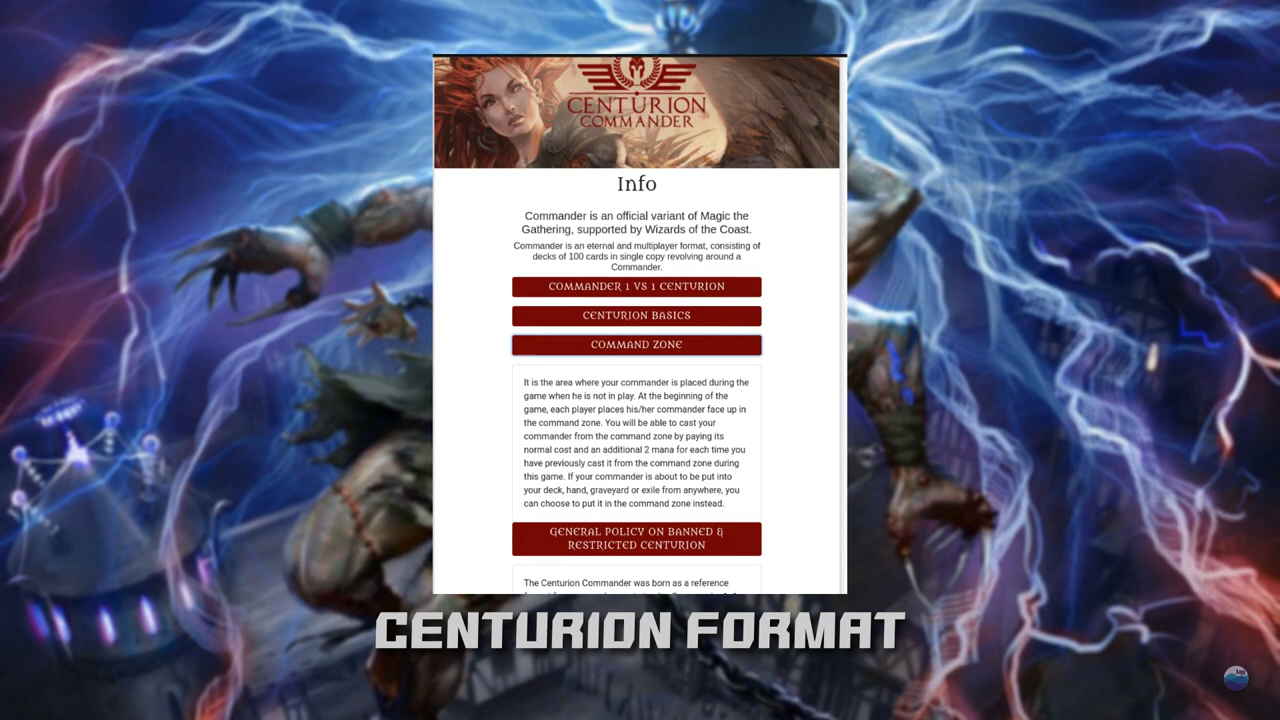 CENTURION
COMMANDER
Info
Commander is an official variant of Magic the
Gathering, supported by Wizards of the Coast.
Commander is an eternal and multiplayer format, consisting of
decks of 100 cards in single copy revolving around a
Commander.
COMMANDER 1 VS 1 CENTURION
CENTURION BASICS
COMMAND ZONE
It is the area where your commander is placed during the
game when he is not in play. At the beginning of the
game, each player places his/her commander face up in
the command zone. You will be able to cast your
commander from the command zone by paying its
normal cost and an additional 2 mana for each time you
have previously cast it from the command zone during
this game. If your commander is about to be put into
your deck, hand, graveyard or exile from anywhere, you
can choose to put it in the command zone instead.
GENERAL POLICY ON BANNED &
RESTRICTED CENTURION
The Centurion Commander was born as a reference
CENTURION FORMAT